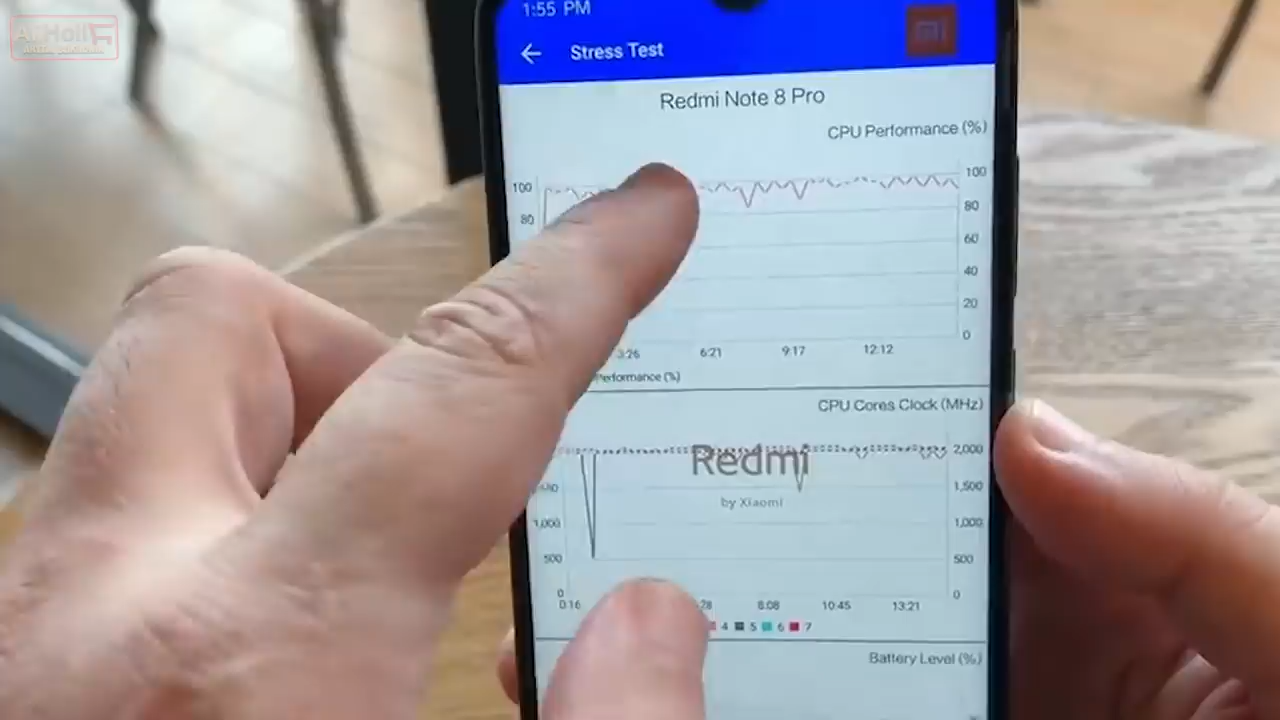 1:55 PM
Stress Test
Redmi Note 8 Pro
CPU Performance (%)
100
100
80
80
60
40
20
0
3:26
6:21
9:17
12:12
Performance (%)
CPU Cores Clock (MHz)
2,000
Redmi
1,500
by Xiaomi
1,000
1,000
500
500
0
0
0:16
:28
8:08
10:45
13:21
4 5 6 7
Battery Level (%)